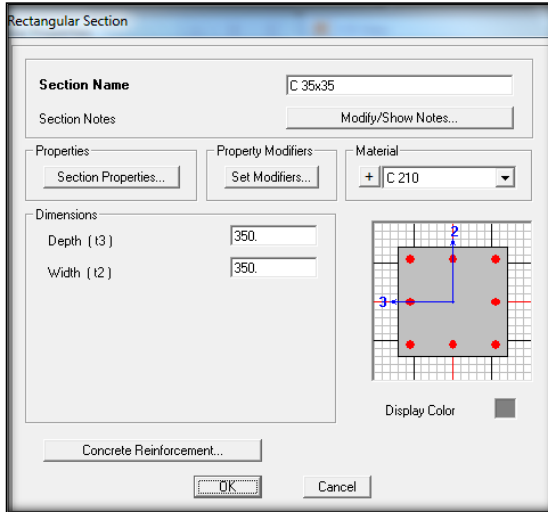 Rectangular Section
Section Name
C 35x35
Section Notes
Modify/Show Notes...
Properties
Property Modifiers
Material
Section Properties...
Set Modifiers...
+
C 210
Dimensions
Depth ( t3 )
350.
Width ( t2 )
350.
2
3
Display Color
Concrete Reinforcement...
OK
Cancel